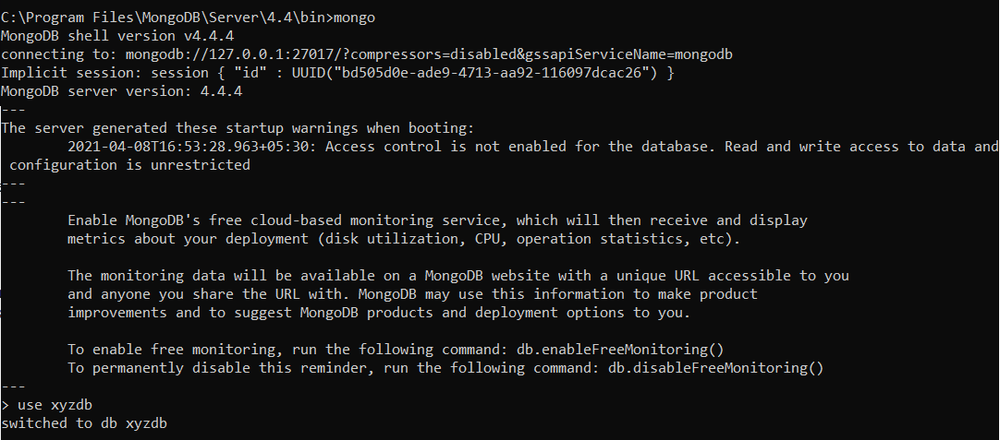 C:\Program Files\MongoDB\Server\4.4\bin>mongo
MongoDB shell version v4.4.4
connecting to: mongodb://127.0.0.1:27017/?compressors=disabled&gssapiServiceName=mongodb
Implicit session: session { "id" : UUID("bd505d0e-ade9-4713-aa92-116097dcac26") }
MongoDB server version: 4.4.4
---
The server generated these startup warnings when booting:
        2021-04-08T16:53:28.963+05:30: Access control is not enabled for the database. Read and write access to data and
 configuration is unrestricted
---
---
        Enable MongoDB's free cloud-based monitoring service, which will then receive and display
        metrics about your deployment (disk utilization, CPU, operation statistics, etc).

        The monitoring data will be available on a MongoDB website with a unique URL accessible to you
        and anyone you share the URL with. MongoDB may use this information to make product
        improvements and to suggest MongoDB products and deployment options to you.

        To enable free monitoring, run the following command: db.enableFreeMonitoring()
        To permanently disable this reminder, run the following command: db.disableFreeMonitoring()
---
> use xyzdb
switched to db xyzdb